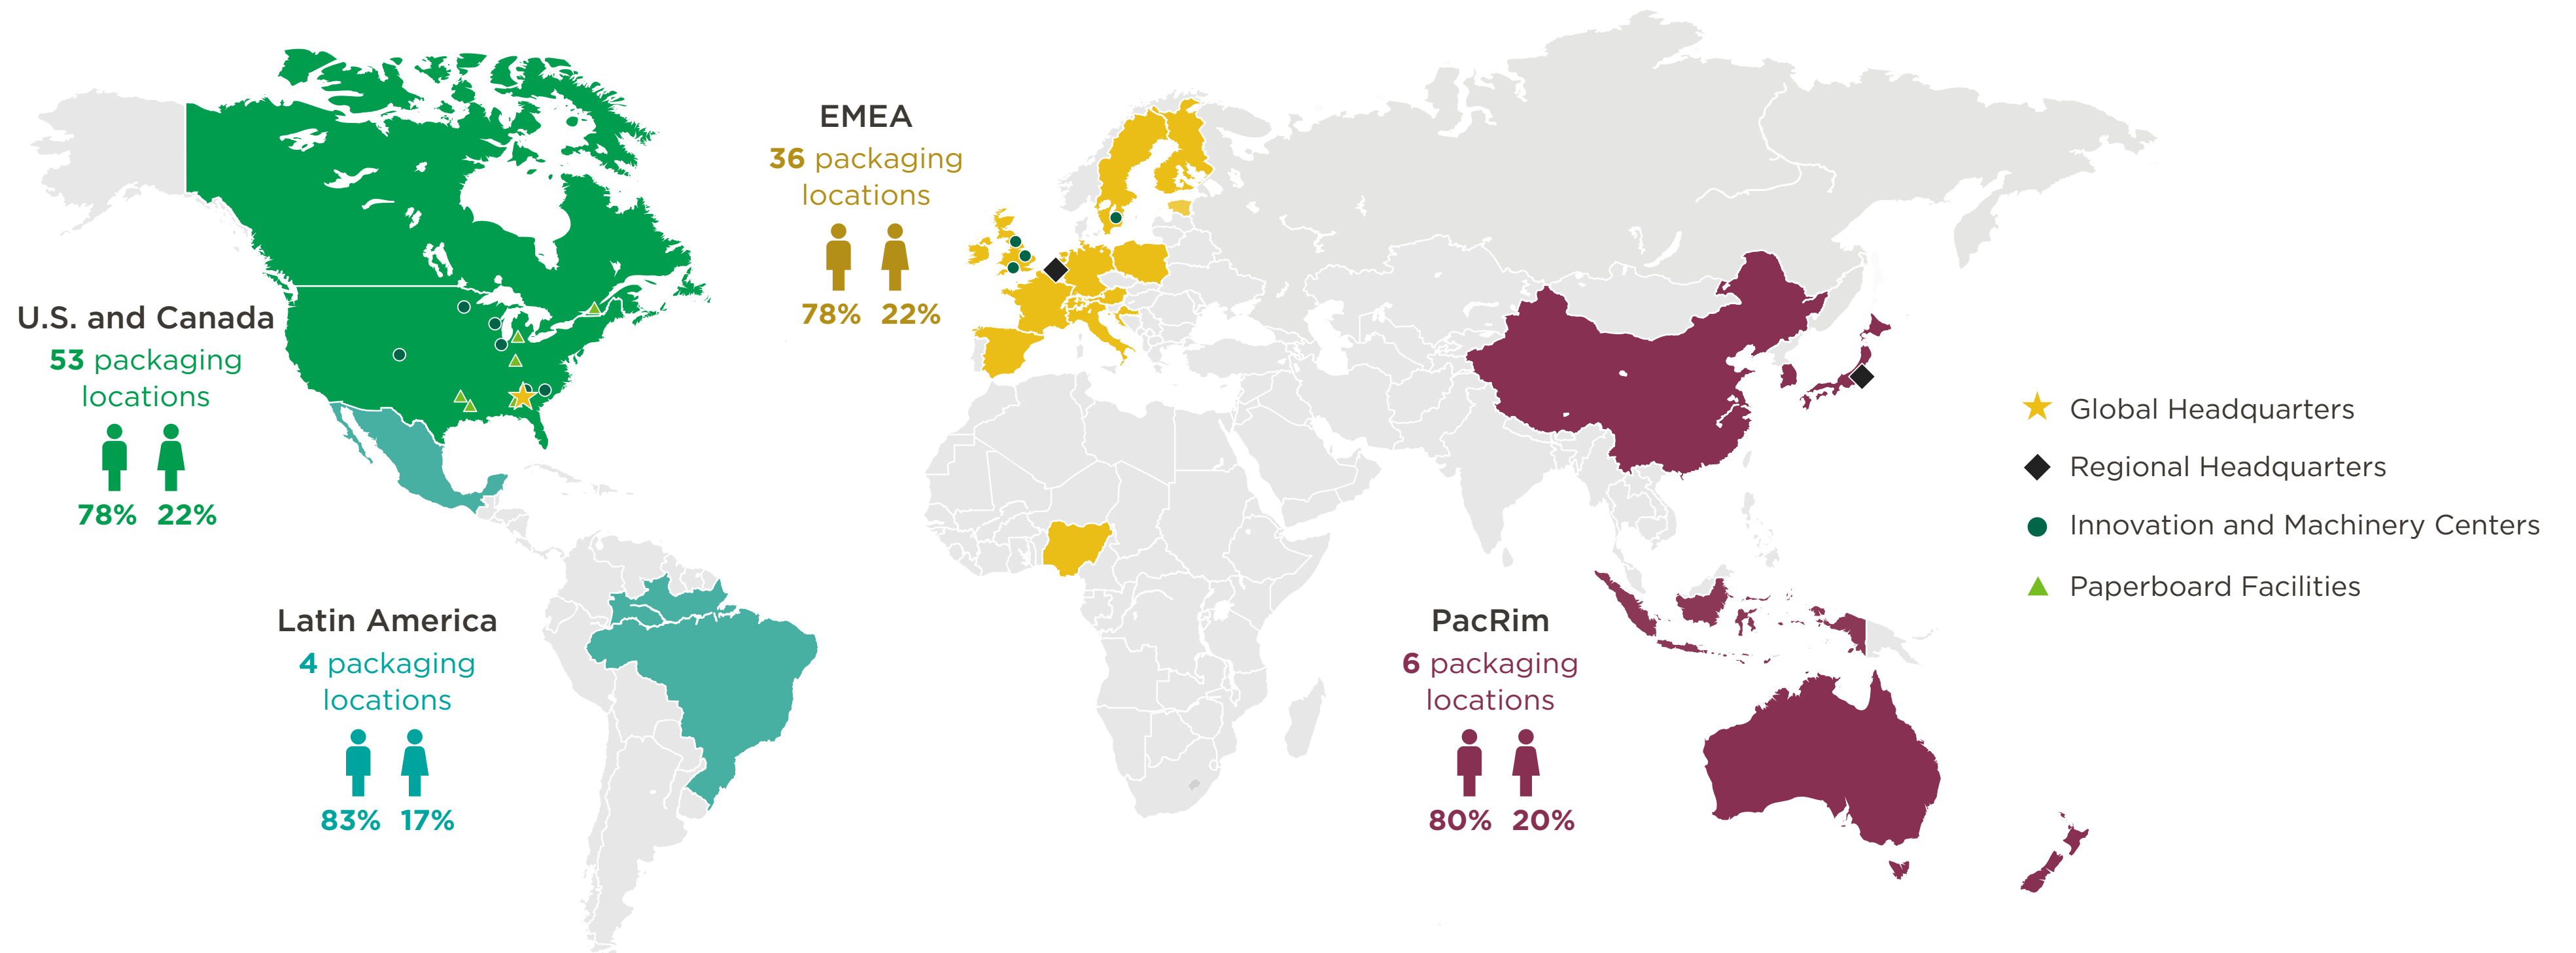 EMEA
36 packaging
locations
78% 22%
U.S. and Canada
53 packaging
locations
78% 22%
Latin America
4 packaging
locations
83% 17%
PacRim
6 packaging
locations
80% 20%
Global Headquarters
Regional Headquarters
Innovation and Machinery Centers
Paperboard Facilities